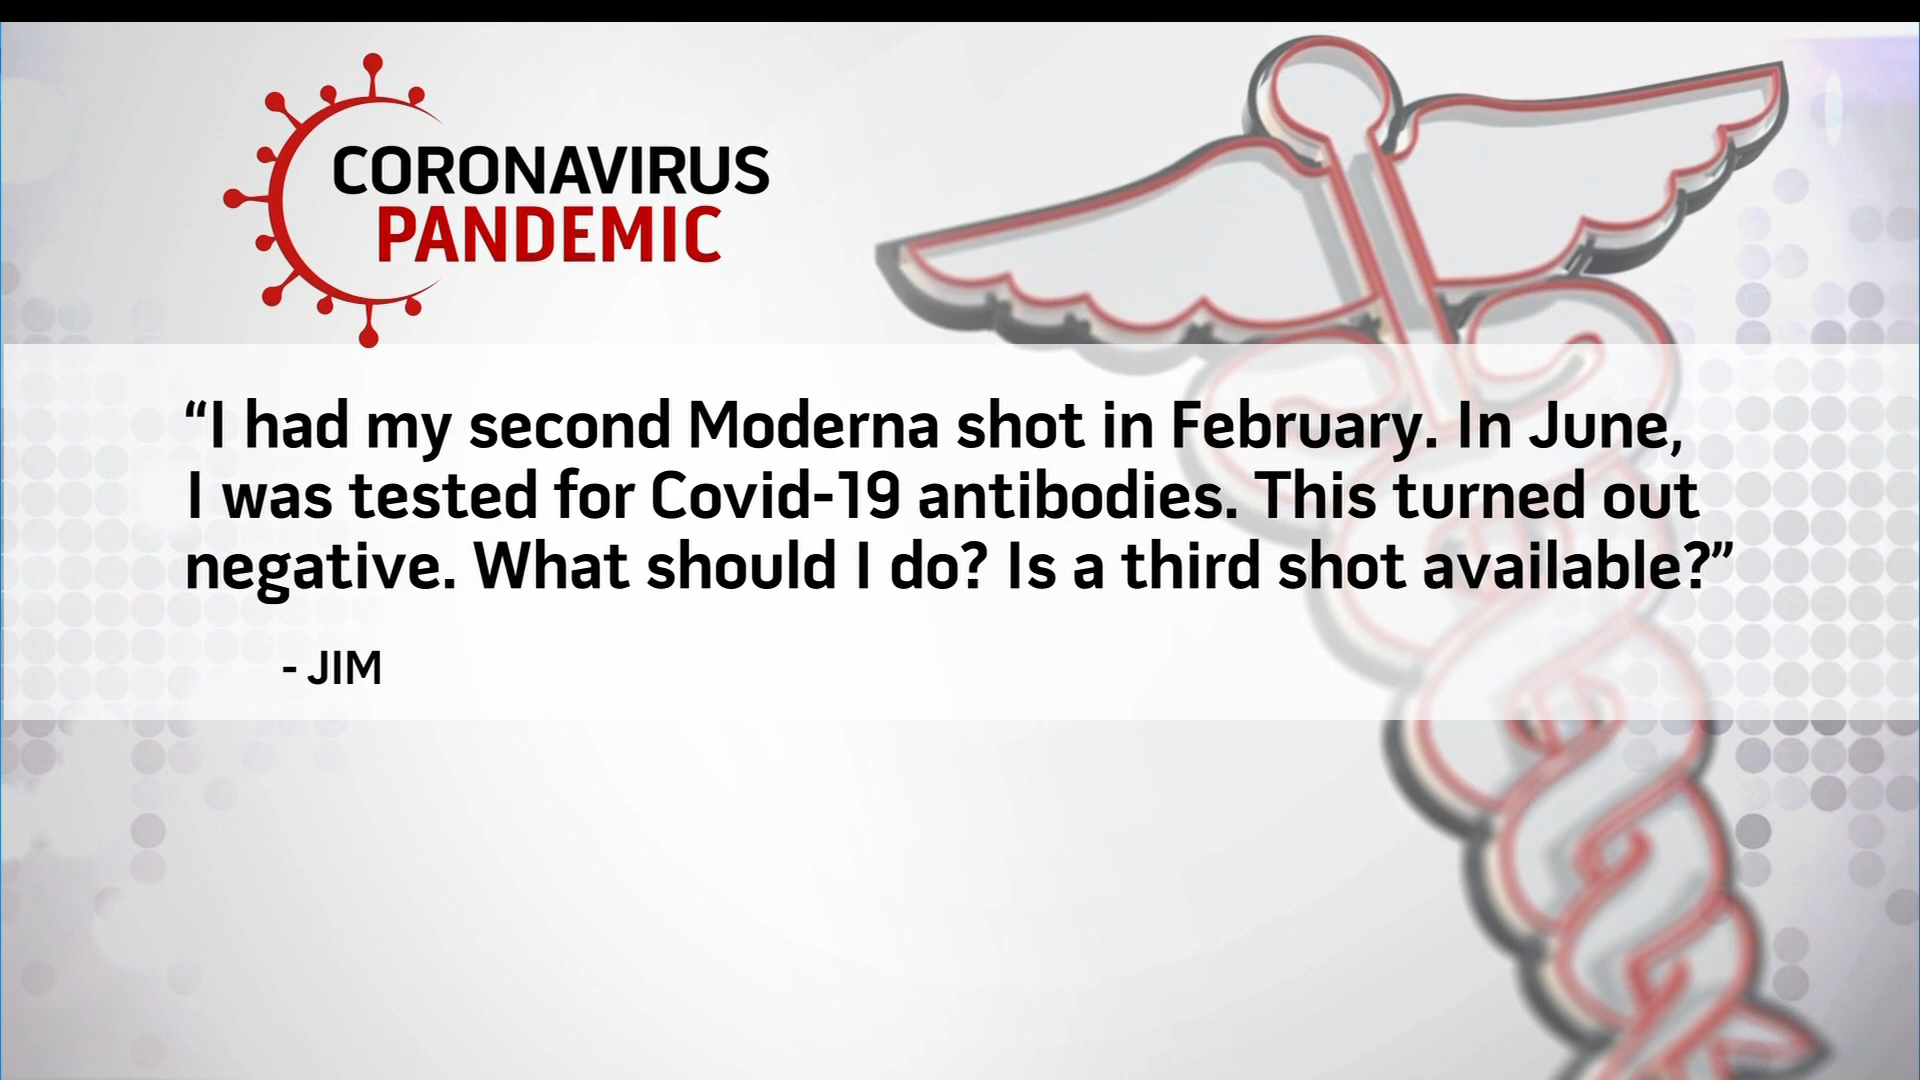 CORONAVIRUS
PANDEMIC
“I had my second Moderna shot in February. In June,
I was tested for Covid-19 antibodies. This turned out
negative. What should I do? Is a third shot available?”
- JIM